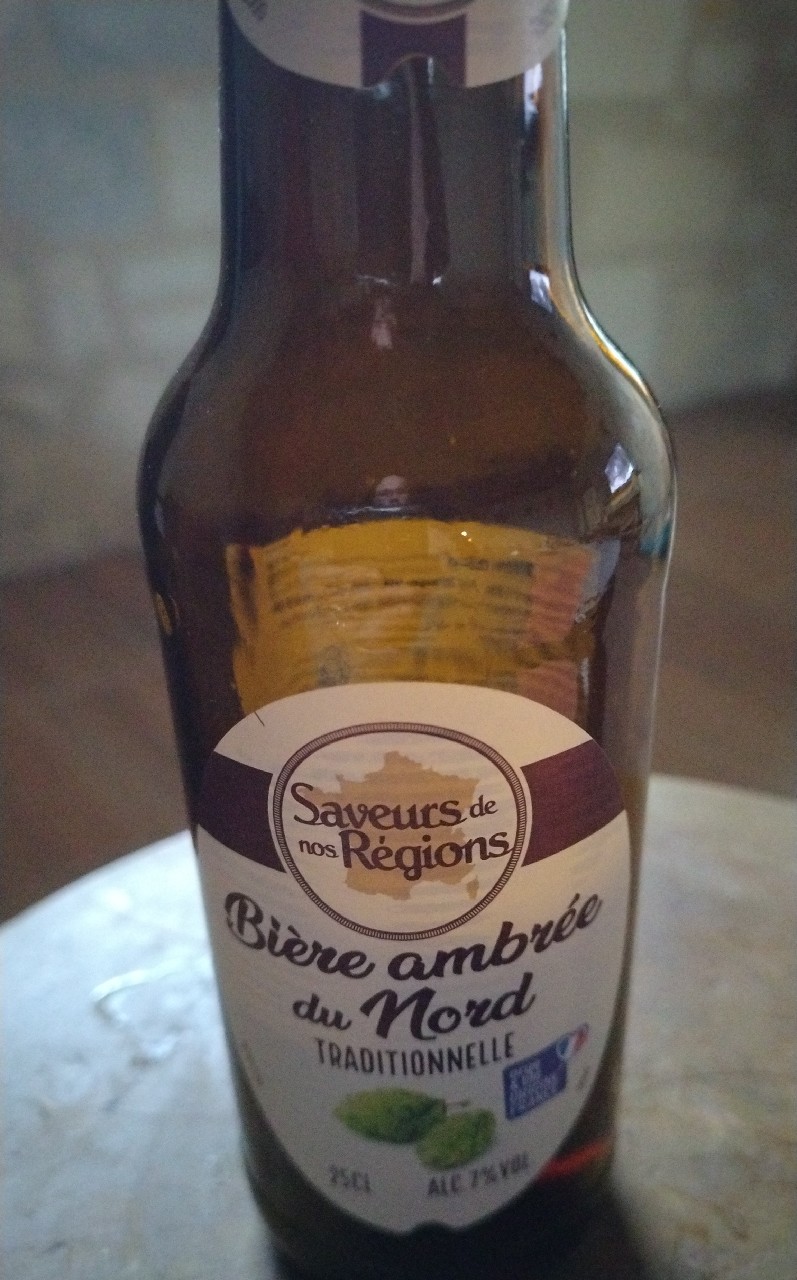 Saveurs de
nos Régions
Bière ambrée
du Nord
TRADITIONNELLE
25CL
ALC. 7% VOL